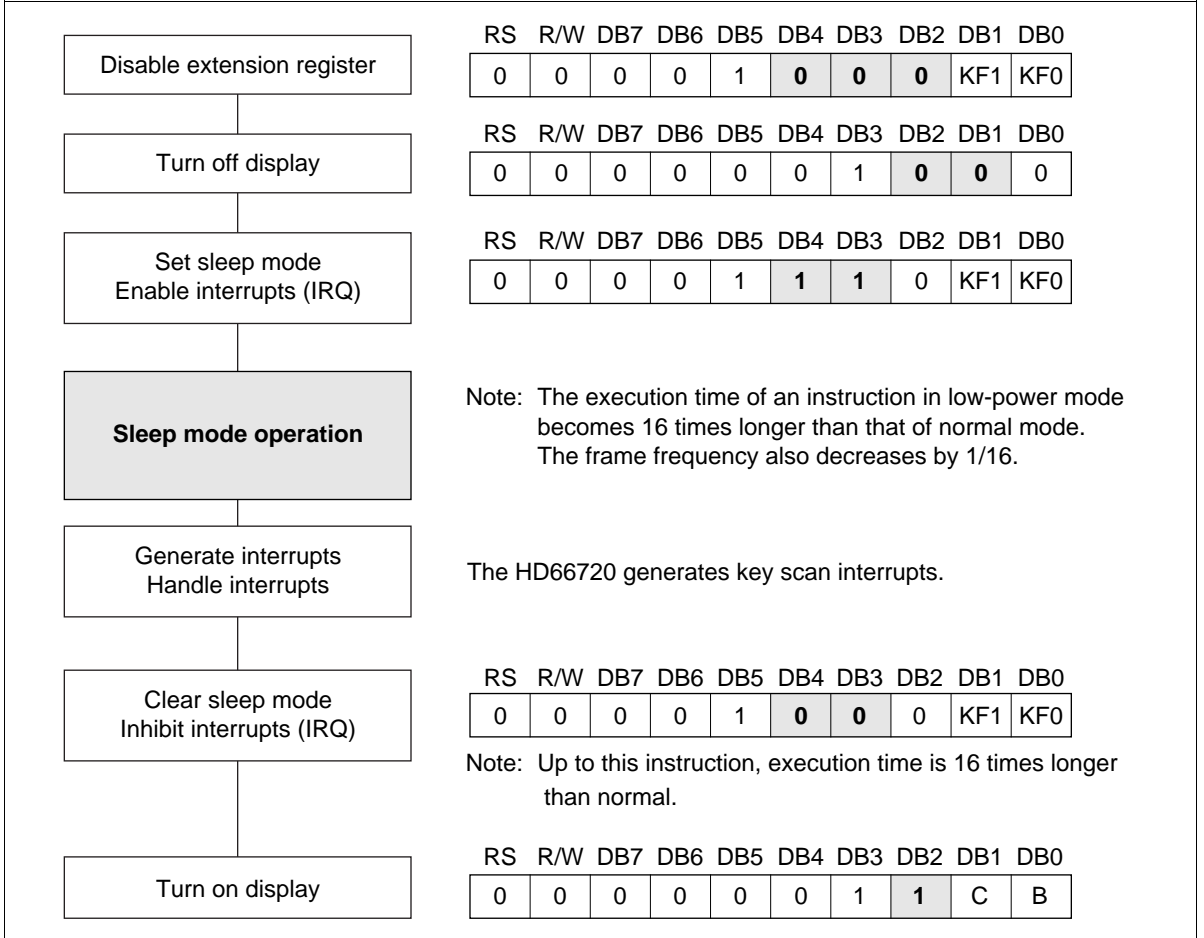 Disable extension register
RS R/W DB7 DB6 DB5 DB4 DB3 DB2 DB1 DB0
0 0 0 0 1 0 0 0 KF1 KF0
Turn off display
RS R/W DB7 DB6 DB5 DB4 DB3 DB2 DB1 DB0
0 0 0 0 0 0 1 0 0 0
Set sleep mode
Enable interrupts (IRQ)
RS R/W DB7 DB6 DB5 DB4 DB3 DB2 DB1 DB0
0 0 0 0 1 1 1 0 KF1 KF0
Sleep mode operation
Note: The execution time of an instruction in low-power mode
becomes 16 times longer than that of normal mode.
The frame frequency also decreases by 1/16.
Generate interrupts
Handle interrupts
The HD66720 generates key scan interrupts.
Clear sleep mode
Inhibit interrupts (IRQ)
RS R/W DB7 DB6 DB5 DB4 DB3 DB2 DB1 DB0
0 0 0 0 1 0 0 0 KF1 KF0
Note: Up to this instruction, execution time is 16 times longer
than normal.
Turn on display
RS R/W DB7 DB6 DB5 DB4 DB3 DB2 DB1 DB0
0 0 0 0 0 0 1 1 C B